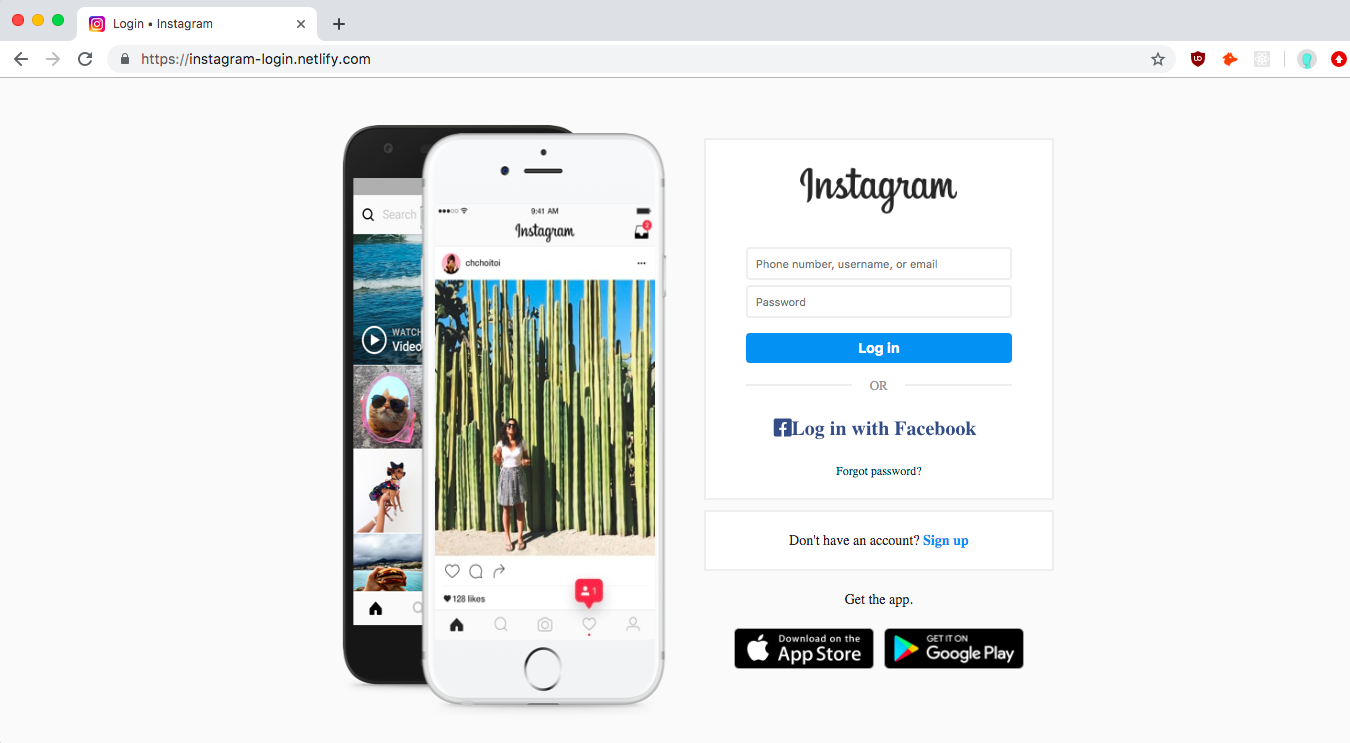 Login • Instagram
https://instagram-login.netlify.com
Search
WATCH
Video
9:41 AM
Instagram
2
chchoitoi
128 likes
1
Instagram
Phone number, username, or email
Password
Log in
OR
Log in with Facebook
Forgot password?
Don't have an account? Sign up
Get the app.
Download on the
App Store
GET IT ON
Google Play